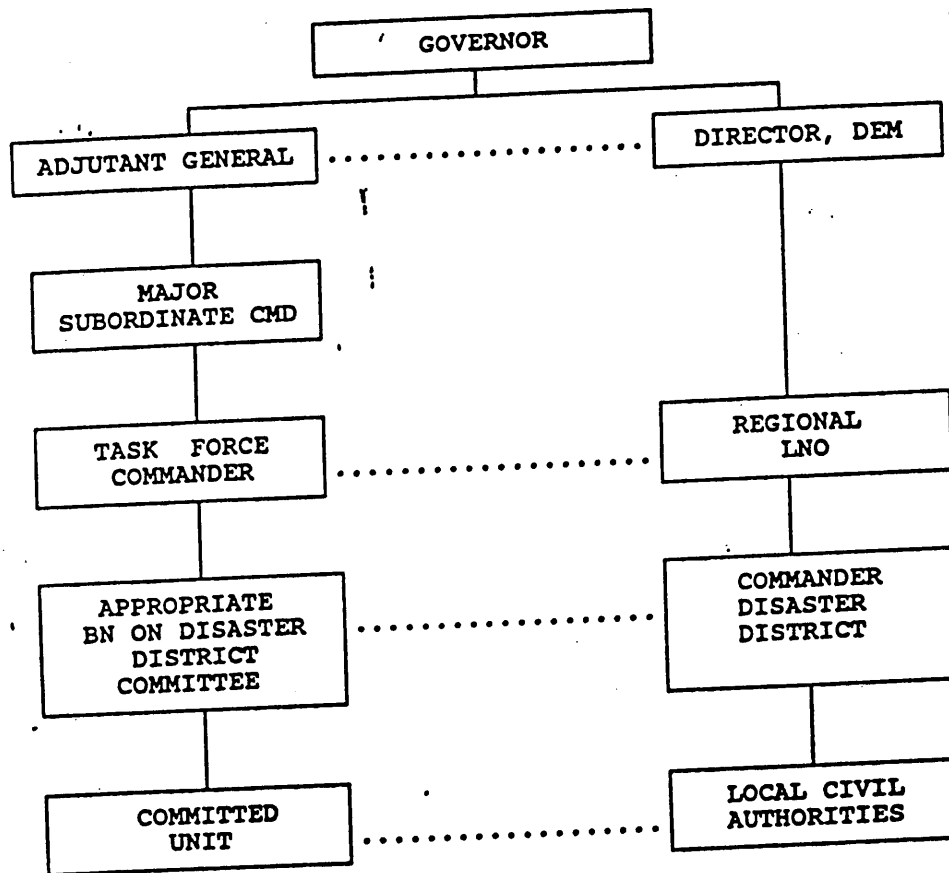 GOVERNOR
ADJUTANT GENERAL
DIRECTOR, DEM
MAJOR
SUBORDINATE CMD
TASK FORCE
COMMANDER
REGIONAL
LNO
APPROPRIATE
BN ON DISASTER
DISTRICT
COMMITTEE
COMMANDER
DISASTER
DISTRICT
COMMITTED
UNIT
LOCAL CIVIL
AUTHORITIES